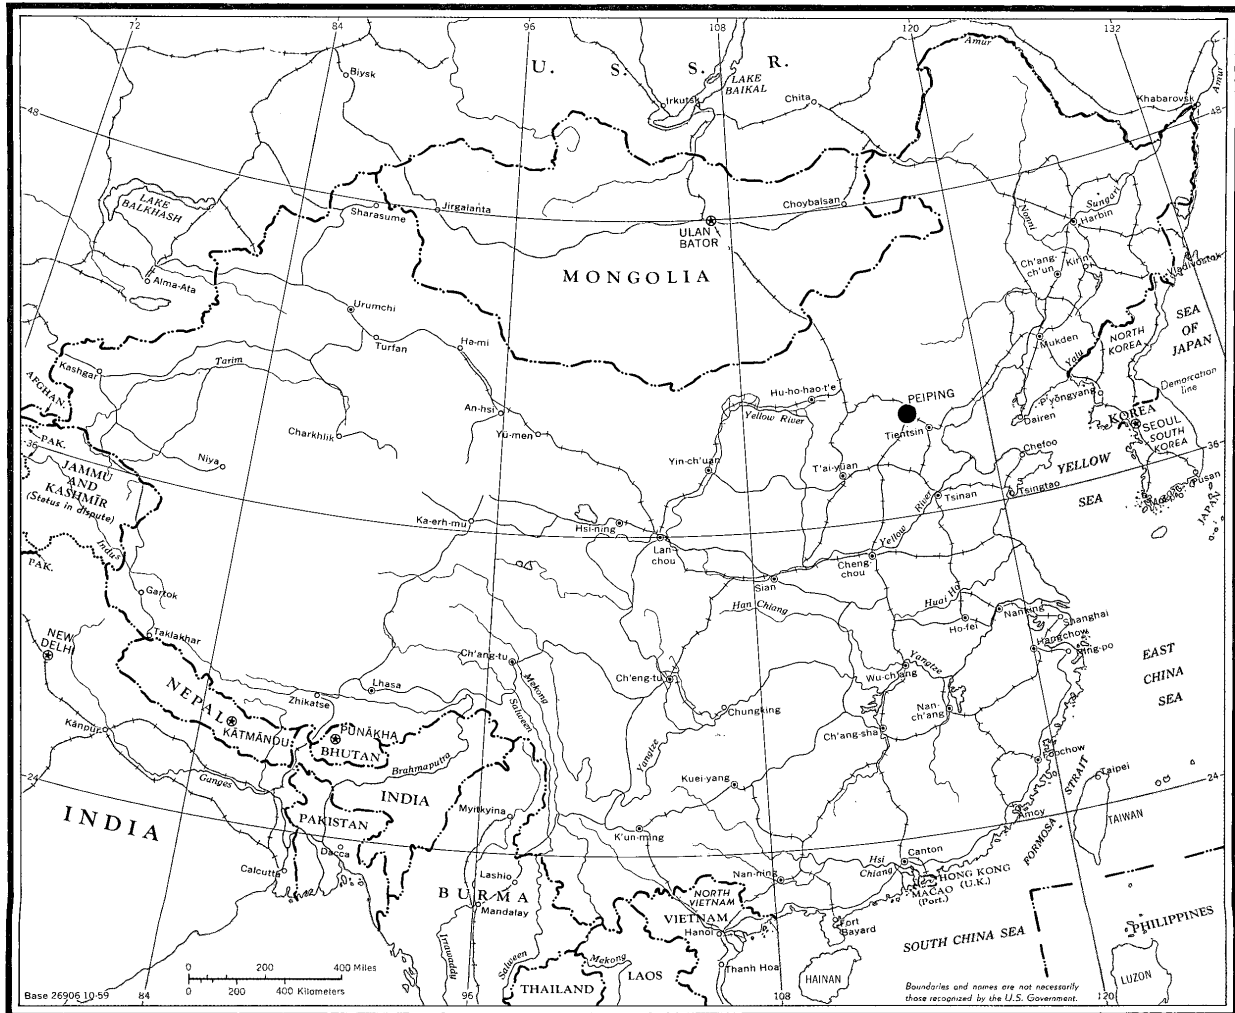 72
84
96
108
120
132
Amur
Biysk
U. S. S. R.
LAKE
BAIKAL
Irkutsk
Chita
Khabarovsk
Amur
48
48
LAKE
BALKHASH
Sharasume
Jirgalanta
Choybalsan
ULAN
BATOR
Nonni
Sungari
Harbin
Ch'ang-
ch'un
Kirin
Vladivostok
MONGOLIA
Alma-Ata
Urumchi
Turfan
Ha-mi
SEA
OF
JAPAN
Mukden
NORTH
KOREA
Yalu
Kashgar
Tarim
AFGHAN.
Hu-ho-hao-t'e
PEIPING
Demarcation
line
P'yŏngyang
An-hsi
Yellow River
Dairen
KOREA
SEOUL
SOUTH
KOREA
Charkhlik
Yü-men
Tientsin
Chefoo
36
PAK.
Niya
Yin-ch'uan
T'ai-yüan
YELLOW
SEA
36
JAMMU
AND
KASHMĪR
(Status in dispute)
Tsinan
Tsingtao
Pusan
JAPAN
Ka-erh-mu
Hsi-ning
Lan-
chou
Yellow River
Cheng-
chou
Indus
PAK.
Sian
Gartok
Han Chiang
Huai Ho
Ho-fei
Nanking
Shanghai
Taklakhar
Hangchow
Ning-po
NEW
DELHI
Ch'ang-tu
Mekong
Salween
Ch'eng-tu
Yangtze
Wu-ch'ang
EAST
CHINA
SEA
NEPAL
Lhasa
Zhikatse
Chungking
Nan-
ch'ang
Kānpur
KĀTMĀNDU
PUNĀKHA
BHUTAN
Ch'ang-sha
Brahmaputra
Yangtze
Foochow
24
Ganges
Kuei-yang
STRAIT
Taipei
24
INDIA
INDIA
Myitkyina
Amoy
TAIWAN
PAKISTAN
K'un-ming
FORMOSA
Dacca
Canton
Hsi
Chiang
Calcutta
Lashio
Nan-ning
HONG KONG
(U.K.)
MACAO
(Port.)
BURMA
NORTH
VIETNAM
VIETNAM
Mandalay
Hanoi
Fort
Bayard
PHILIPPINES
SOUTH CHINA SEA
Irrawaddy
Salween
Mekong
LAOS
Thanh Hoa
HAINAN
LUZON
THAILAND
0 200 400 Miles
0 200 400 Kilometers
Base 26906 10-59
84
96
108
120
Boundaries and names are not necessarily
those recognized by the U.S. Government.